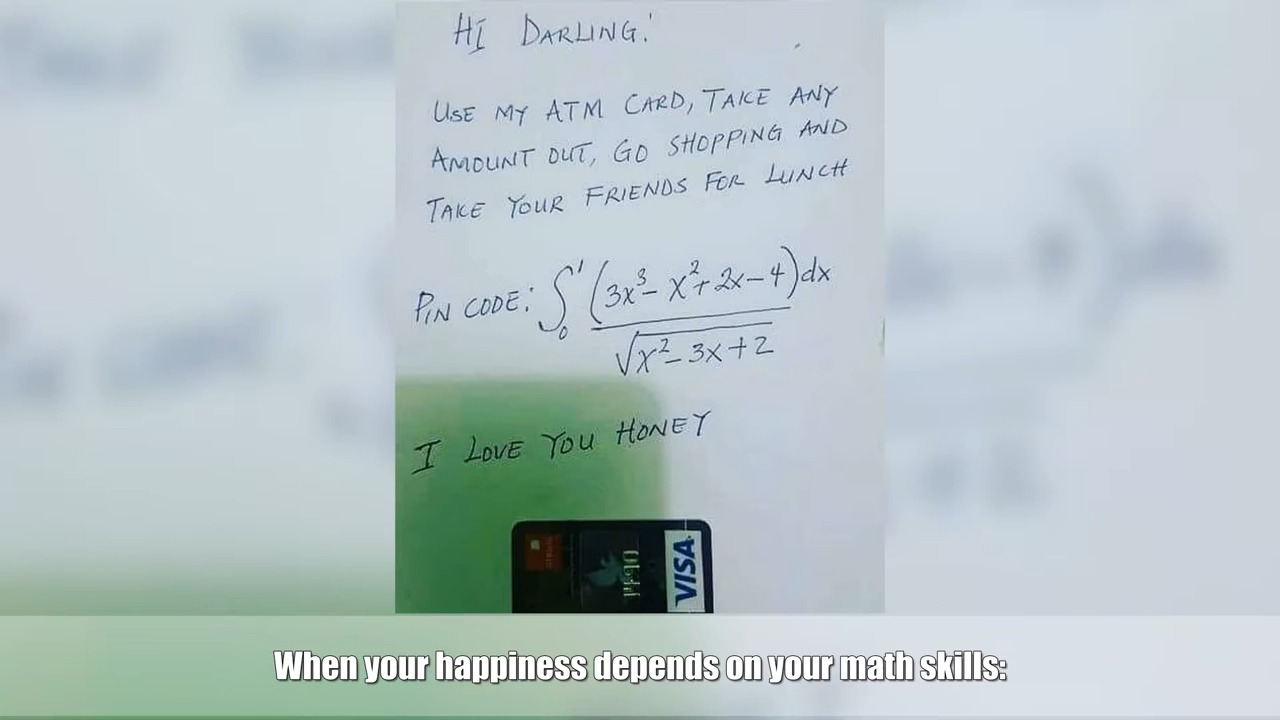 HI DARLING!
USE MY ATM CARD, TAKE ANY
AMOUNT OUT, GO SHOPPING AND
TAKE YOUR FRIENDS FOR LUNCH
PIN CODE: ∫₀¹ (3x³ - x² + 2x - 4)dx / √(x² - 3x + 2)
I LOVE YOU HONEY
VISA
When your happiness depends on your math skills: